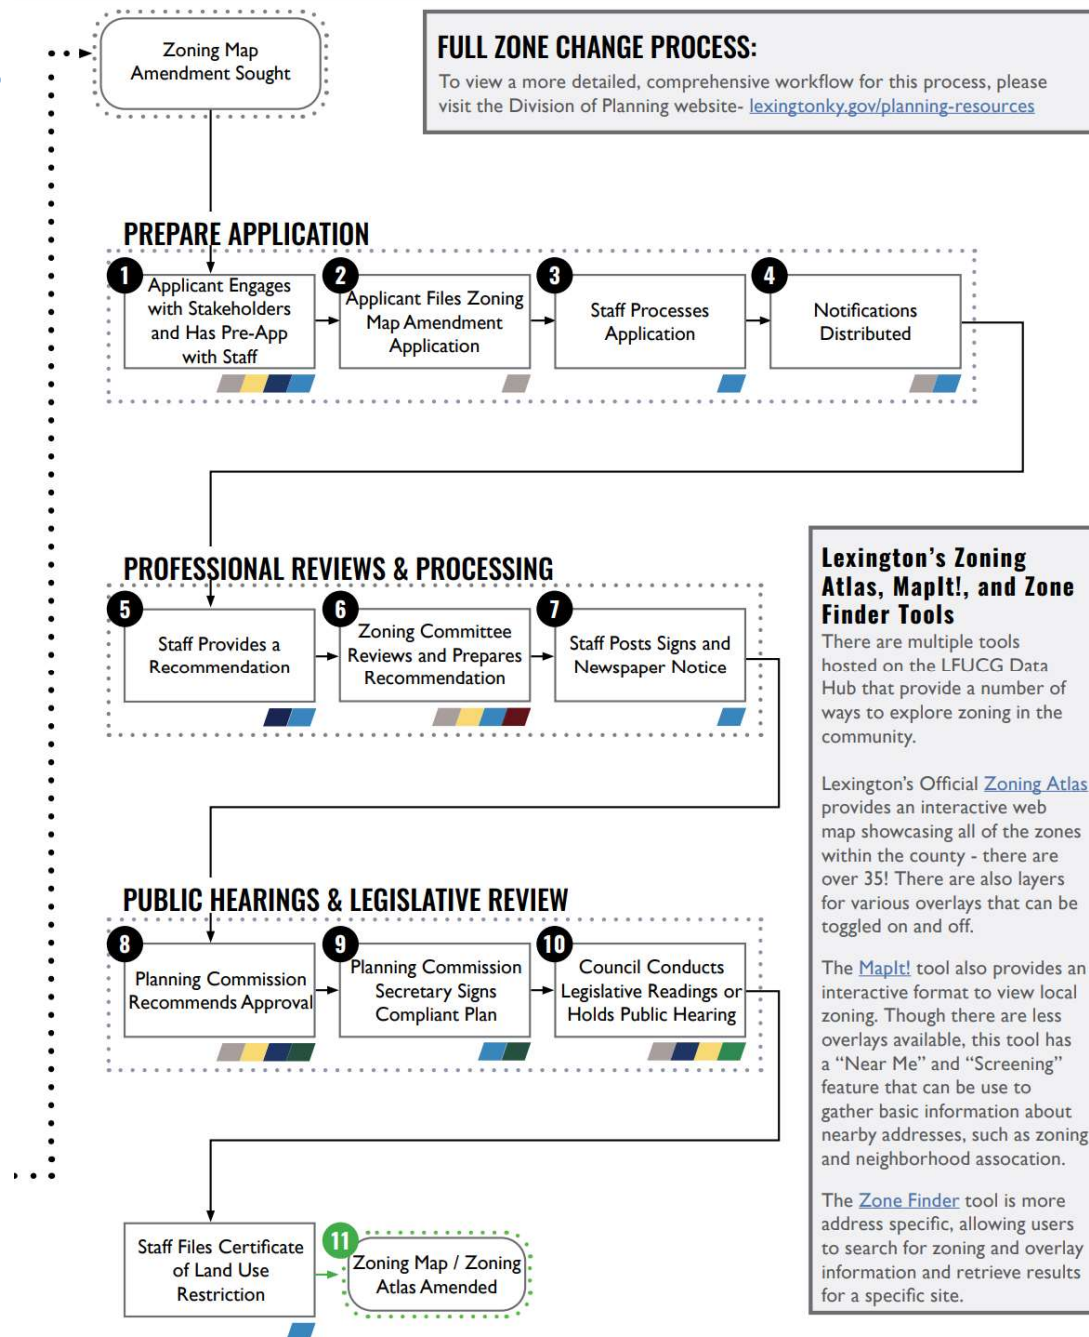 Zoning Map
Amendment Sought
FULL ZONE CHANGE PROCESS:
To view a more detailed, comprehensive workflow for this process, please
visit the Division of Planning website- lexingtonky.gov/planning-resources
PREPARE APPLICATION
1
Applicant Engages
with Stakeholders
and Has Pre-App
with Staff
2
Applicant Files Zoning
Map Amendment
Application
3
Staff Processes
Application
4
Notifications
Distributed
PROFESSIONAL REVIEWS & PROCESSING
5
Staff Provides a
Recommendation
6
Zoning Committee
Reviews and Prepares
Recommendation
7
Staff Posts Signs and
Newspaper Notice
PUBLIC HEARINGS & LEGISLATIVE REVIEW
8
Planning Commission
Recommends Approval
9
Planning Commission
Secretary Signs
Compliant Plan
10
Council Conducts
Legislative Readings or
Holds Public Hearing
Staff Files Certificate
of Land Use
Restriction
11
Zoning Map / Zoning
Atlas Amended
Lexington's Zoning
Atlas, MapIt!, and Zone
Finder Tools
There are multiple tools
hosted on the LFUCG Data
Hub that provide a number of
ways to explore zoning in the
community.
Lexington's Official Zoning Atlas
provides an interactive web
map showcasing all of the zones
within the county - there are
over 35! There are also layers
for various overlays that can be
toggled on and off.
The MapIt! tool also provides an
interactive format to view local
zoning. Though there are less
overlays available, this tool has
a "Near Me" and "Screening"
feature that can be use to
gather basic information about
nearby addresses, such as zoning
and neighborhood assocation.
The Zone Finder tool is more
address specific, allowing users
to search for zoning and overlay
information and retrieve results
for a specific site.